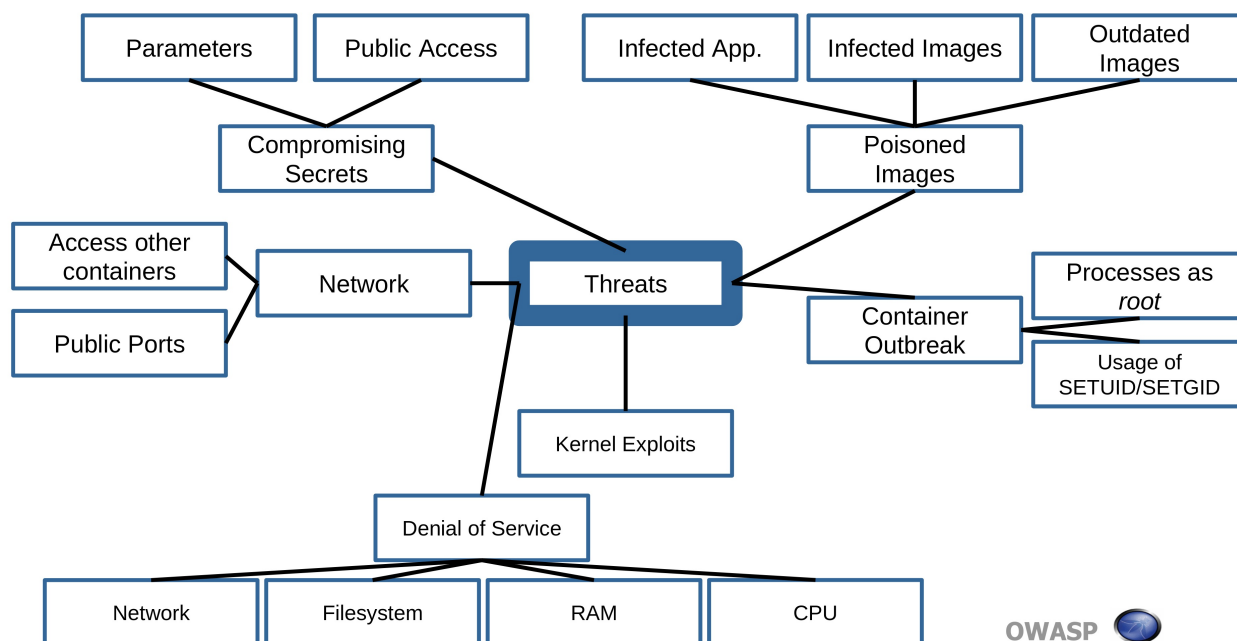 Parameters
Public Access
Infected App.
Infected Images
Outdated
Images
Compromising
Secrets
Poisoned
Images
Access other
containers
Network
Threats
Processes as
root
Public Ports
Container
Outbreak
Usage of
SETUID/SETGID
Kernel Exploits
Denial of Service
Network
Filesystem
RAM
CPU
OWASP